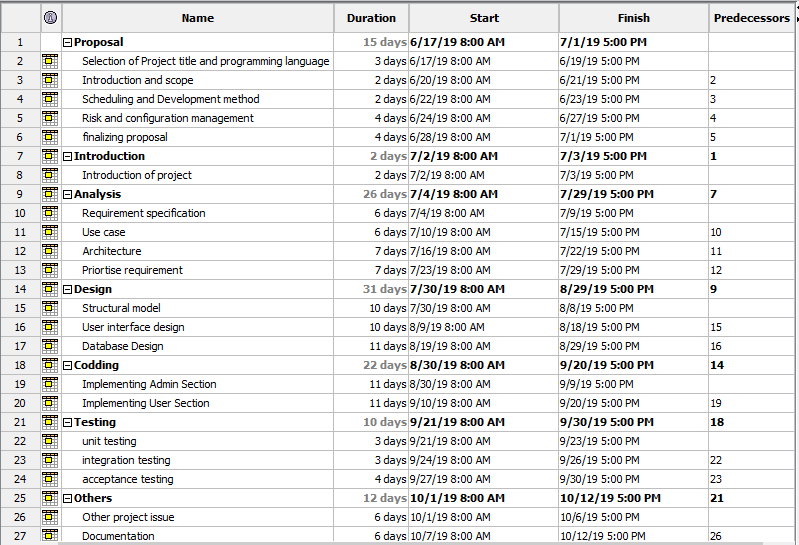 Name Duration Start Finish Predecessors
1 Proposal 15 days 6/17/19 8:00 AM 7/1/19 5:00 PM
2 Selection of Project title and programming language 3 days 6/17/19 8:00 AM 6/19/19 5:00 PM
3 Introduction and scope 2 days 6/20/19 8:00 AM 6/21/19 5:00 PM 2
4 Scheduling and Development method 2 days 6/22/19 8:00 AM 6/23/19 5:00 PM 3
5 Risk and configuration management 4 days 6/24/19 8:00 AM 6/27/19 5:00 PM 4
6 finalizing proposal 4 days 6/28/19 8:00 AM 7/1/19 5:00 PM 5
7 Introduction 2 days 7/2/19 8:00 AM 7/3/19 5:00 PM 1
8 Introduction of project 2 days 7/2/19 8:00 AM 7/3/19 5:00 PM
9 Analysis 26 days 7/4/19 8:00 AM 7/29/19 5:00 PM 7
10 Requirement specification 6 days 7/4/19 8:00 AM 7/9/19 5:00 PM
11 Use case 6 days 7/10/19 8:00 AM 7/15/19 5:00 PM 10
12 Architecture 7 days 7/16/19 8:00 AM 7/22/19 5:00 PM 11
13 Priortise requirement 7 days 7/23/19 8:00 AM 7/29/19 5:00 PM 12
14 Design 31 days 7/30/19 8:00 AM 8/29/19 5:00 PM 9
15 Structural model 10 days 7/30/19 8:00 AM 8/8/19 5:00 PM
16 User interface design 10 days 8/9/19 8:00 AM 8/18/19 5:00 PM 15
17 Database Design 11 days 8/19/19 8:00 AM 8/29/19 5:00 PM 16
18 Codding 22 days 8/30/19 8:00 AM 9/20/19 5:00 PM 14
19 Implementing Admin Section 11 days 8/30/19 8:00 AM 9/9/19 5:00 PM
20 Implementing User Section 11 days 9/10/19 8:00 AM 9/20/19 5:00 PM 19
21 Testing 10 days 9/21/19 8:00 AM 9/30/19 5:00 PM 18
22 unit testing 3 days 9/21/19 8:00 AM 9/23/19 5:00 PM
23 integration testing 3 days 9/24/19 8:00 AM 9/26/19 5:00 PM 22
24 acceptance testing 4 days 9/27/19 8:00 AM 9/30/19 5:00 PM 23
25 Others 12 days 10/1/19 8:00 AM 10/12/19 5:00 PM 21
26 Other project issue 6 days 10/1/19 8:00 AM 10/6/19 5:00 PM
27 Documentation 6 days 10/7/19 8:00 AM 10/12/19 5:00 PM 26